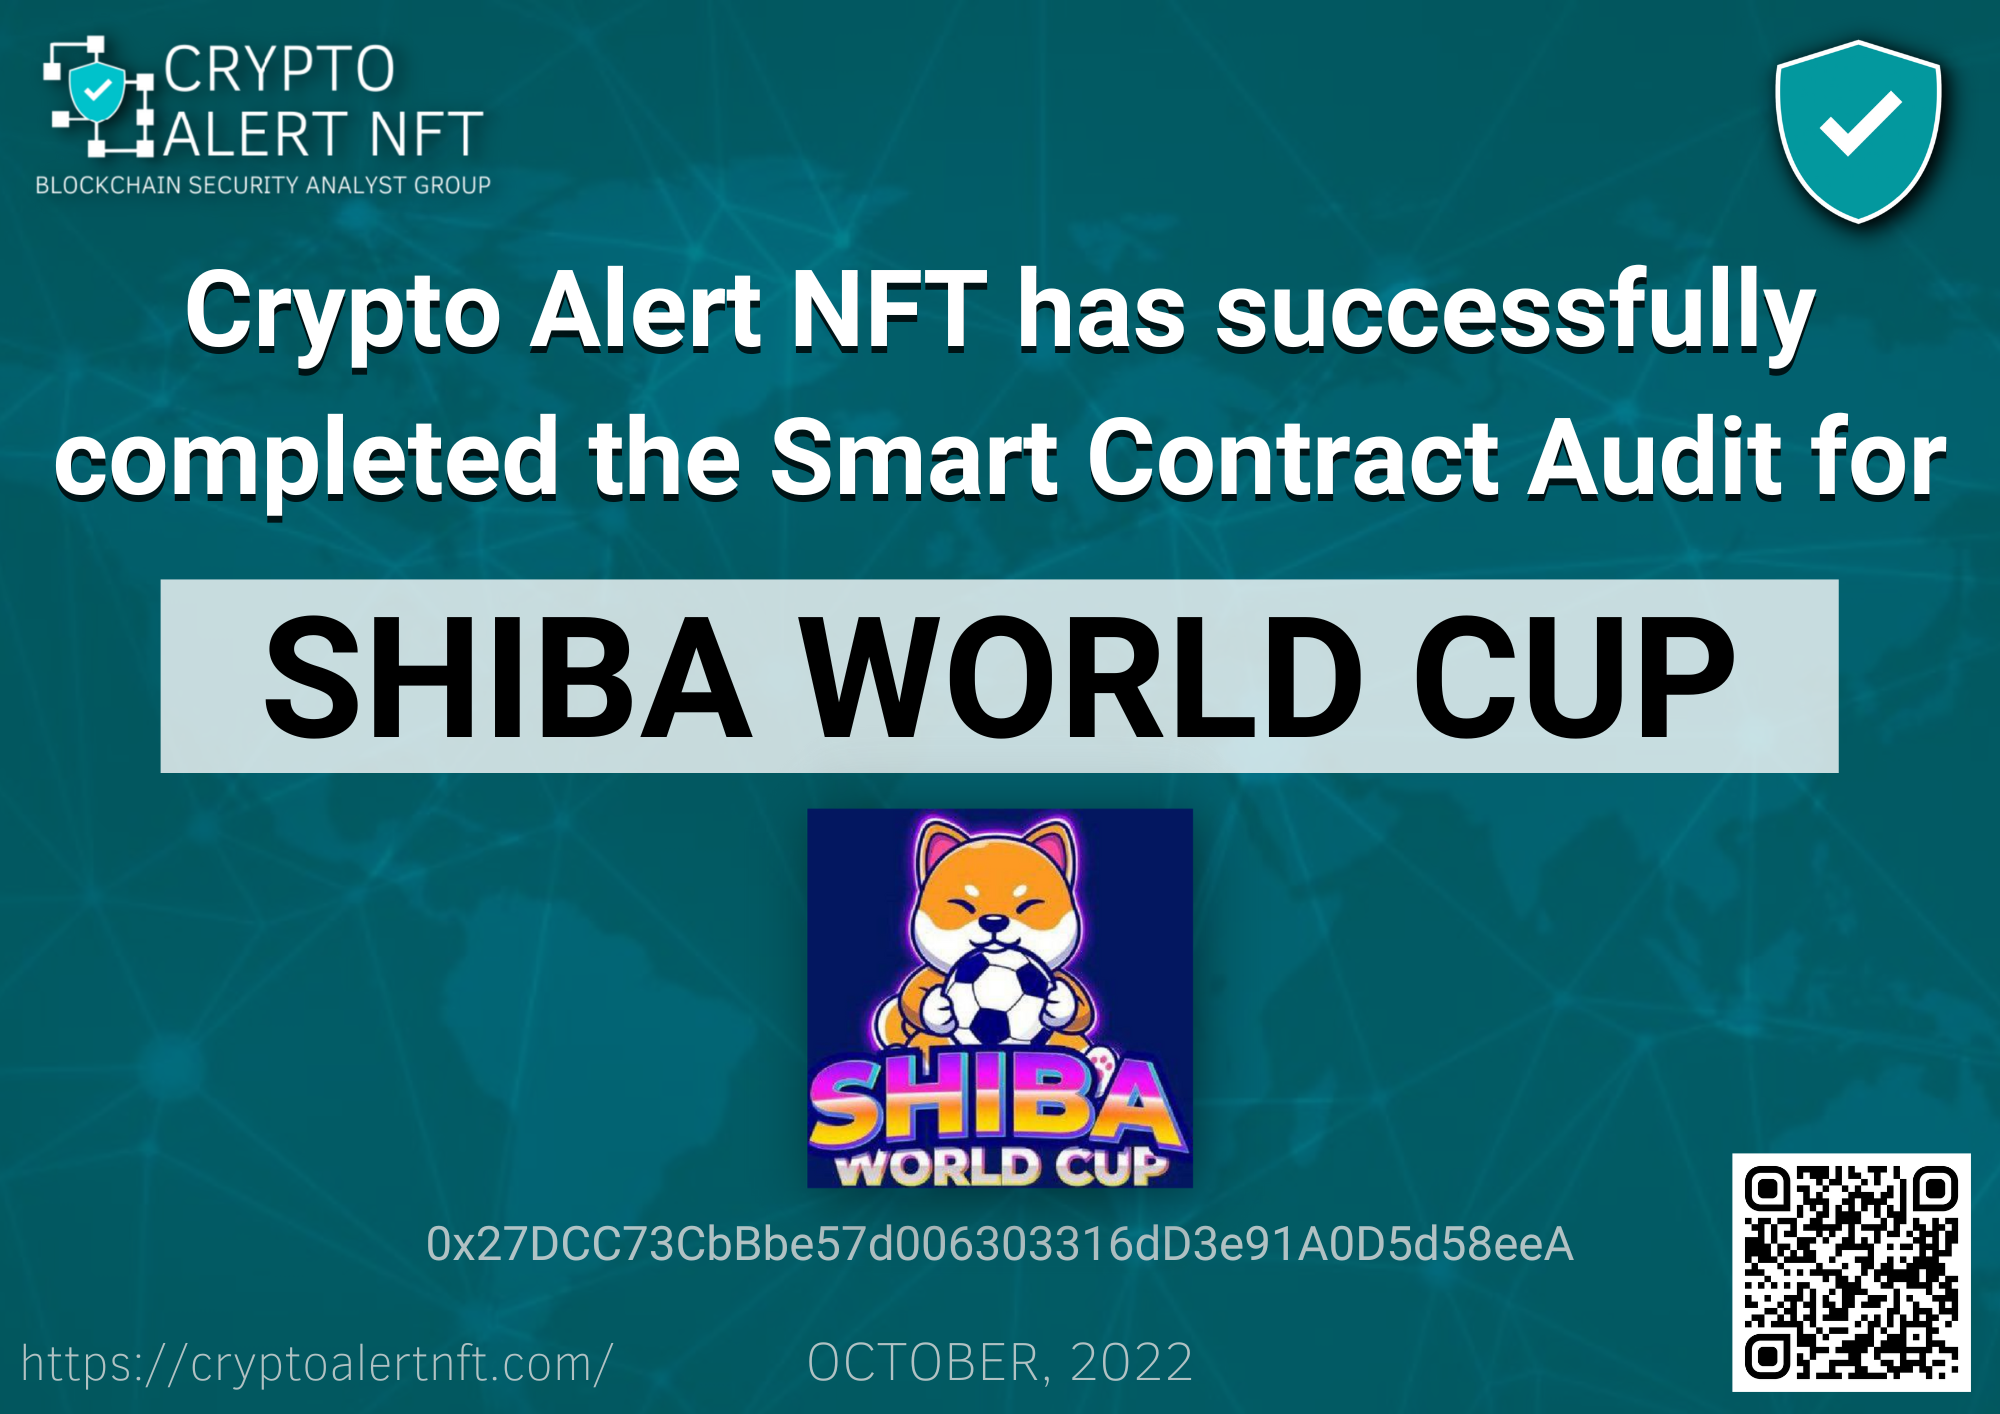 CRYPTO
ALERT NFT
BLOCKCHAIN SECURITY ANALYST GROUP
Crypto Alert NFT has successfully
completed the Smart Contract Audit for
SHIBA WORLD CUP
SHIBA
WORLD CUP
0x27DCC73CbBbe57d006303316dD3e91A0D5d58eeA
https://cryptoalertnft.com/
OCTOBER, 2022